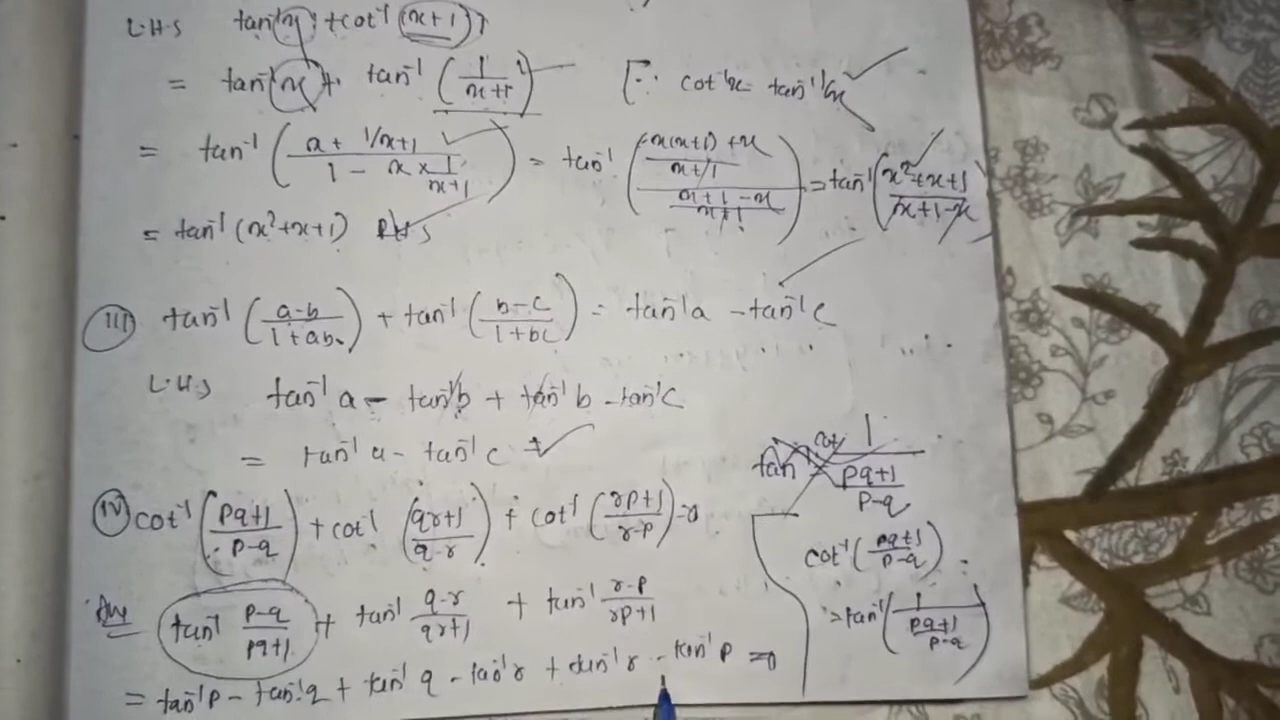 L.H.S tan⁻¹x + cot⁻¹(x+1)
= tan⁻¹(x) + tan⁻¹(1/(x+1)) [∵ cot⁻¹x = tan⁻¹ 1/x
= tan⁻¹((x + 1/x+1)/(1 - x × 1/(x+1))) = tan⁻¹(((x(x+1)+x)/(x+1))/((x+1-x)/(x+1))) = tan⁻¹((x²+x+1)/(x+1-x))
= tan⁻¹(x²+x+1) RHS
(III) tan⁻¹((a-b)/(1+ab)) + tan⁻¹((b-c)/(1+bc)) = tan⁻¹a - tan⁻¹c
L.H.S tan⁻¹a - tan⁻¹b + tan⁻¹b - tan⁻¹c
= tan⁻¹a - tan⁻¹c
(IV) cot⁻¹((pq+1)/(p-q)) + cot⁻¹((qr+1)/(q-r)) + cot⁻¹((rp+1)/(r-p)) = 0
Ans tan⁻¹ (p-q)/(pq+1) + tan⁻¹ (q-r)/(qr+1) + tan⁻¹ (r-p)/(rp+1)
= tan⁻¹p - tan⁻¹q + tan⁻¹q - tan⁻¹r + tan⁻¹r - tan⁻¹p = 0
tan 1/((pq+1)/(p-q))
cot⁻¹((pq+1)/(p-q))
= tan⁻¹(1/((pq+1)/(p-q)))